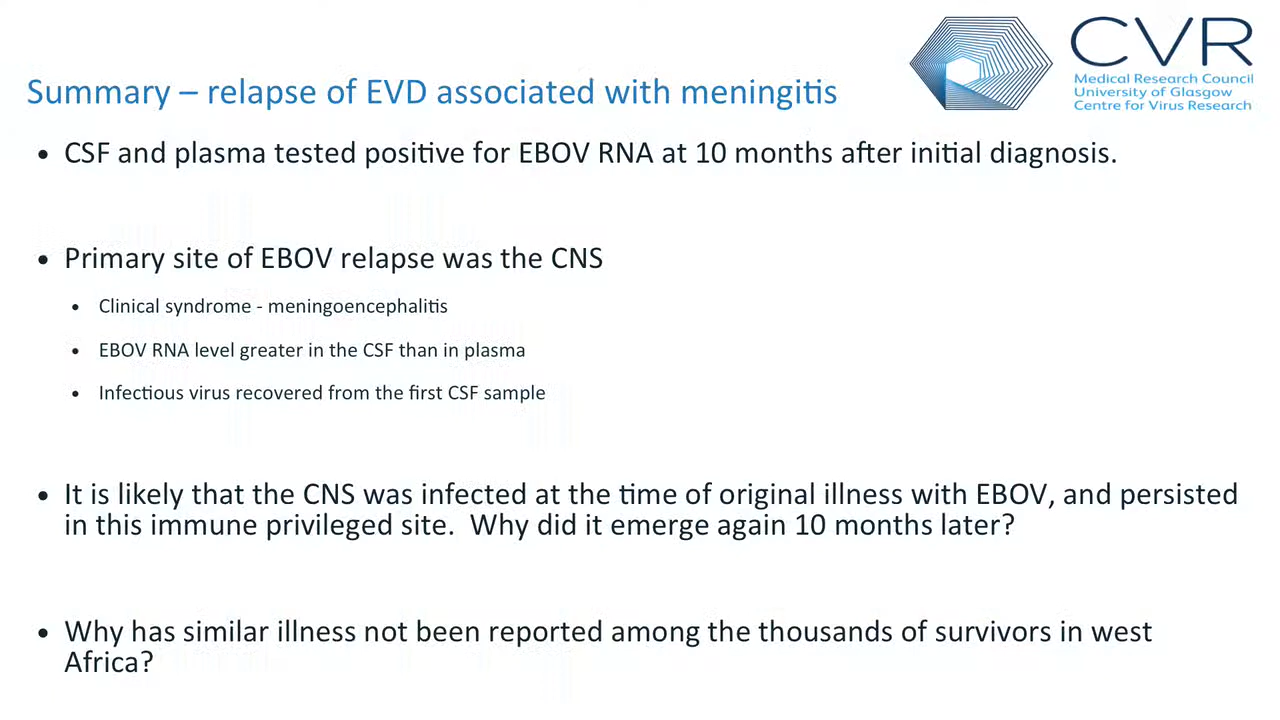 CVR
Medical Research Council
University of Glasgow
Centre for Virus Research
Summary – relapse of EVD associated with meningitis
• CSF and plasma tested positive for EBOV RNA at 10 months after initial diagnosis.
• Primary site of EBOV relapse was the CNS
• Clinical syndrome - meningoencephalitis
• EBOV RNA level greater in the CSF than in plasma
• Infectious virus recovered from the first CSF sample
• It is likely that the CNS was infected at the time of original illness with EBOV, and persisted
in this immune privileged site.  Why did it emerge again 10 months later?
• Why has similar illness not been reported among the thousands of survivors in west
Africa?